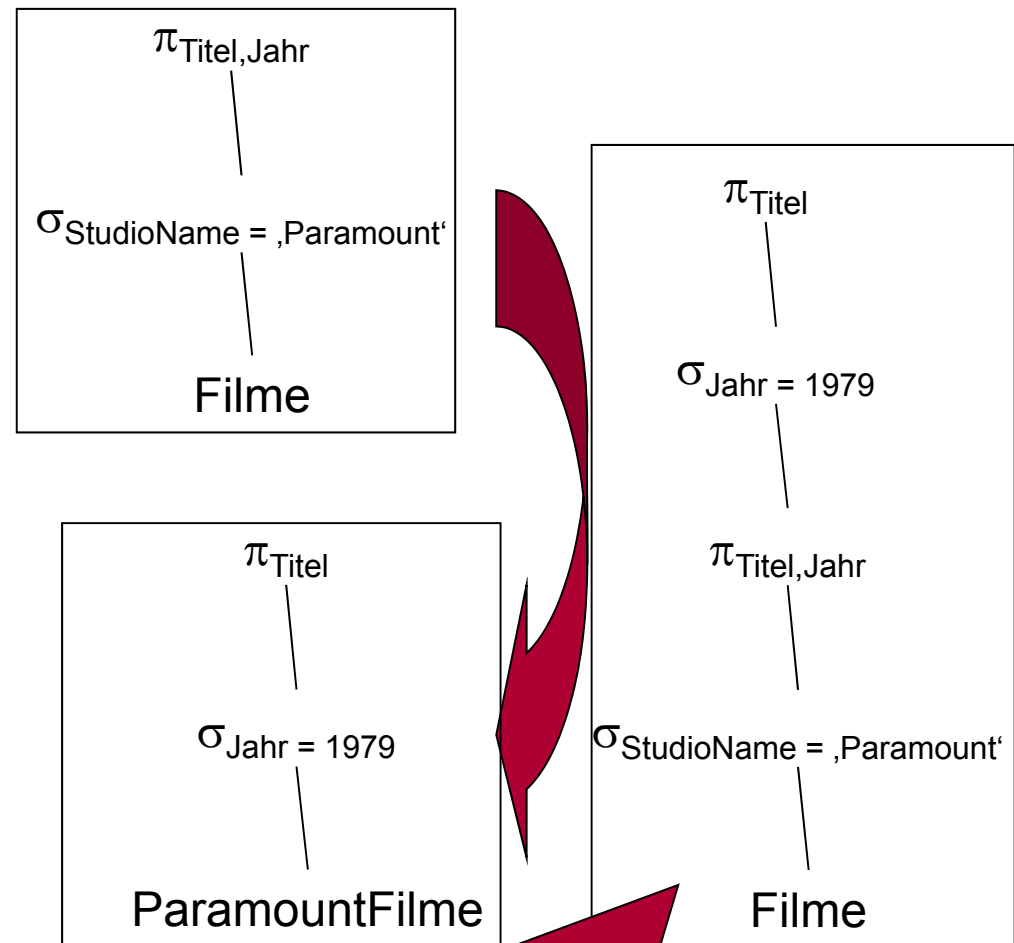 πTitel,Jahr
σStudioName = ‚Paramount‘
Filme
πTitel
σJahr = 1979
ParamountFilme
πTitel
σJahr = 1979
πTitel,Jahr
σStudioName = ‚Paramount‘
Filme